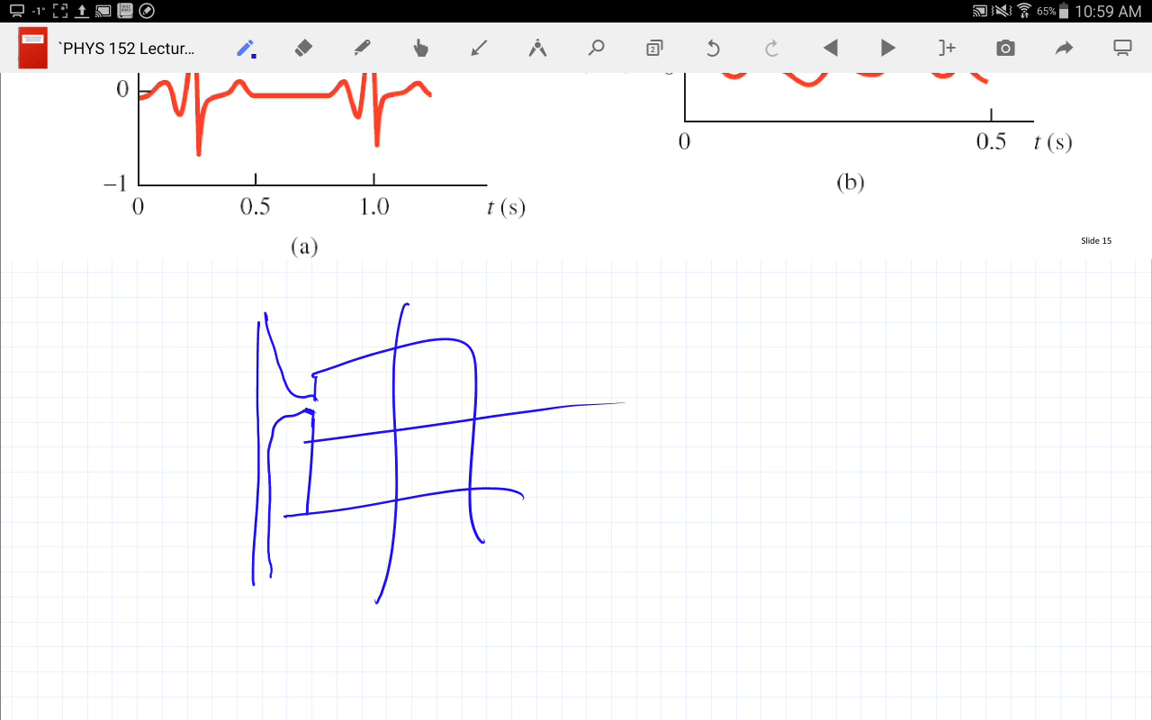 -1° 65% 10:59 AM
`PHYS 152 Lectur... 2
0
−1
0 0.5 1.0 t (s)
(a)
0 0.5 t (s)
(b)
Slide 15